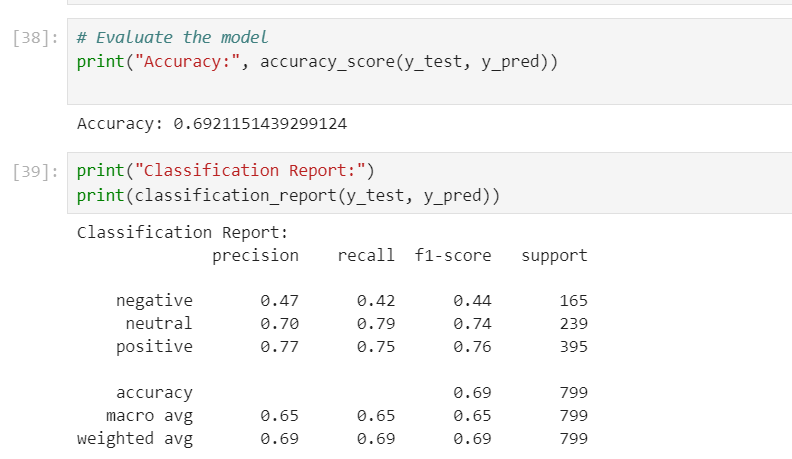 [38]: # Evaluate the model
print("Accuracy:", accuracy_score(y_test, y_pred))
Accuracy: 0.6921151439299124
[39]: print("Classification Report:")
print(classification_report(y_test, y_pred))
Classification Report:
precision recall f1-score support
negative 0.47 0.42 0.44 165
neutral 0.70 0.79 0.74 239
positive 0.77 0.75 0.76 395
accuracy 0.69 799
macro avg 0.65 0.65 0.65 799
weighted avg 0.69 0.69 0.69 799